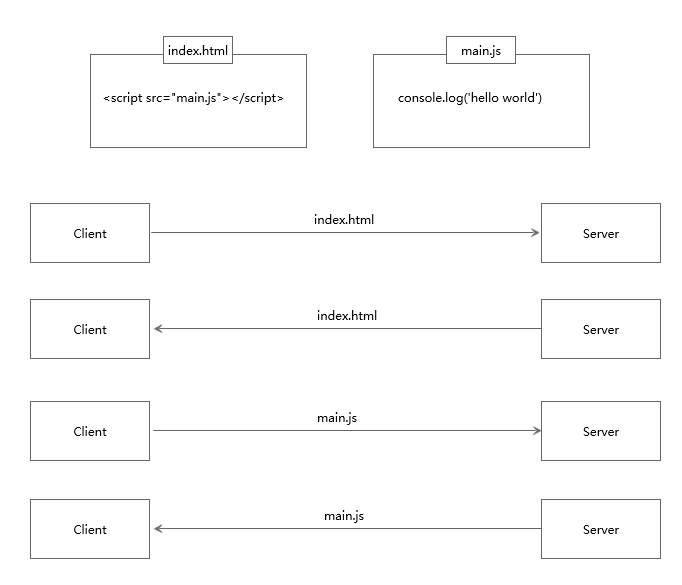 index.html
main.js
<script src="main.js"></script>
console.log('hello world')
index.html
Client
Server
index.html
Client
Server
main.js
Client
Server
main.js
Client
Server